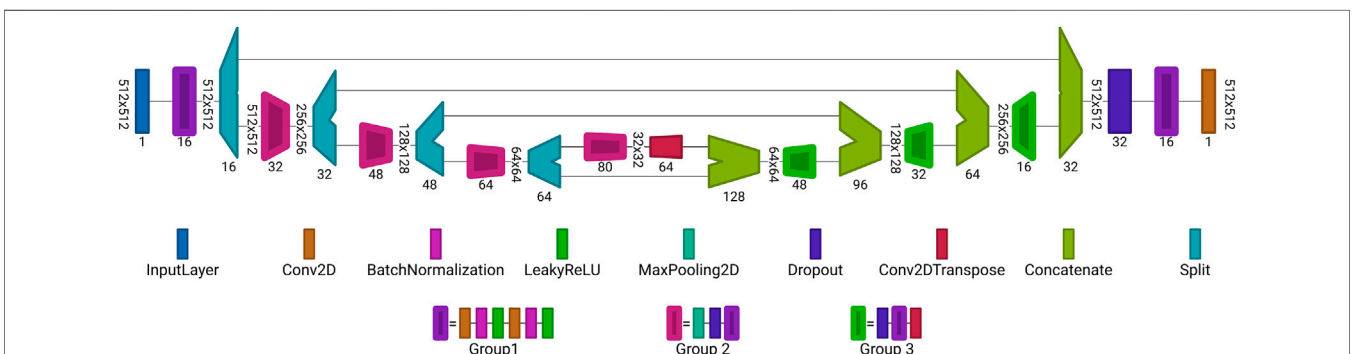 512x512
1
16
512x512
16
512x512
32
256x256
32
48
128x128
48
64
64x64
64
80
32x32
64
128
64x64
48
96
128x128
32
64
256x256
16
32
512x512
32
16
1
512x512
InputLayer
Conv2D
BatchNormalization
LeakyReLU
MaxPooling2D
Dropout
Conv2DTranspose
Concatenate
Split
=
Group1
=
Group 2
=
Group 3